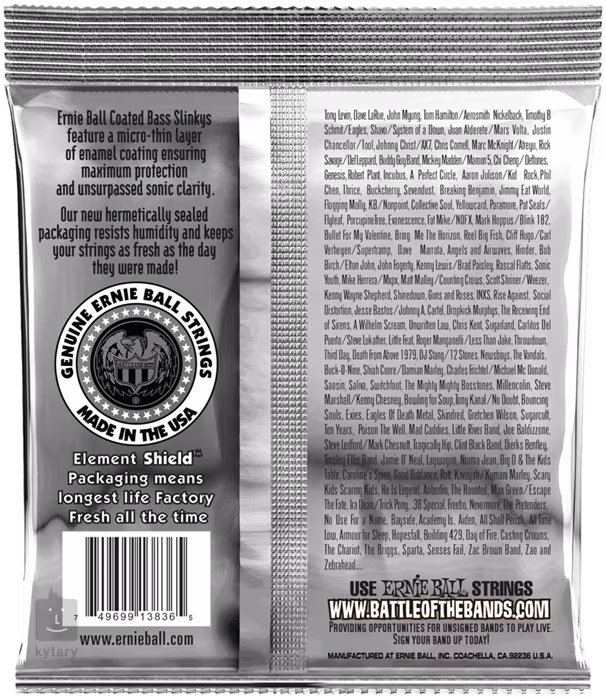 Ernie Ball Coated Bass Slinkys
feature a micro-thin layer
of enamel coating ensuring
maximum protection
and unsurpassed sonic clarity.
Our new hermetically sealed
packaging resists humidity and keeps
your strings as fresh as the day
they were made!
GENUINE ERNIE BALL STRINGS
MADE IN THE USA
Element Shield™
Packaging means
longest life Factory
Fresh all the time
7 49699 13836 5
www.ernieball.com
kytary
Tony Levin, Dave LaRue, John Myung, Tom Hamilton/Aerosmith Nickelback, Timothy B
Schmit/Eagles, Shavo/System of a Down, Juan Alderete/Mars Volta, Justin
Chancellor/Tool, Johnny Christ/AX7, Chris Cornell, Marc McKnight/Atreyu, Rick
Savage/Def Leppard, Buddy Guy Band, Mickey Madden/Maroon 5, Chi Cheng/Deftones,
Genesis, Robert Plant, Incubus, A Perfect Circle, Aaron Julison/Kid Rock, Phil
Chen, Thrice, Buckcherry, Sevendust, Breaking Benjamin, Jimmy Eat World,
Flogging Molly, KB/Nonpoint, Collective Soul, Yellowcard, Paramore, Pat Seals/
Flyleaf, PorcupineTree, Evanescence, Fat Mike/NOFX, Mark Hoppus/Blink 182,
Bullet For My Valentine, Bring Me The Horizon, Reel Big Fish, Cliff Hugo/Carl
Verheyen/Supertramp, Dave Marrota, Angels and Airwaves, Hinder, Bob
Birch/Elton John, John Fogerty, Kenny Lewis/Brad Paisley, Rascal Flatts, Sonic
Youth, Mike Herrera/Mxpx, Matt Malley/Counting Crows, Scott Shriner/Weezer,
Kenny Wayne Shepherd, Shinedown, Guns and Roses, INXS, Rise Against, Social
Distortion, Jesse Bastos/Johnny A, Cartel, Dropkick Murphys, The Receiving End
of Sirens, A Wilhelm Scream, Unwritten Law, Chris Kent, Sugarland, Carlitos Del
Puerto/Steve Lukather, Little Feat, Roger Manganelli/Less Than Jake, Throwdown,
Third Day, Death From Above 1979, DJ Stang/12 Stones, Newsboys, The Vandals,
Buck-O-Nine, Shiah Coore/Damian Marley, Charles Frichtel/Michael Mc Donald,
Saosin, Saliva, Switchfoot, The Mighty Mighty Bosstones, Millencolin, Steve
Marshall/Kenny Chesney, Bowling for Soup, Tony Kanal/No Doubt, Bouncing
Souls, Exies, Eagles Of Death Metal, Skindred, Gretchen Wilson, Sugarcult,
Ten Years, Poison The Well, Mad Caddies, Little River Band, Joe Baldizzone,
Steve Ledford/Mark Chesnutt, Tragically Hip, Clint Black Band, Dierks Bentley,
Tinsley Ellis Band, Jamie O' Neal, Lagwagon, Norma Jean, Big D & The Kids
Table, Caroline's Spine, Good Riddance, Rift, Kavayah/Kymani Marley, Scary
Kids Scaring Kids, He Is Legend, Anberlin, The Haunted, Max Green/Escape
The Fate, Ira Dean/Trick Pony, .38 Special, Freebo, Nevermore, The Pretenders,
No Use For A Name, Bayside, Academy Is, Aiden, All Shall Perish, All Time
Low, Armour for Sleep, Hopesfall, Building 429, Day of Fire, Casting Crowns,
The Chariot, The Briggs, Sparta, Senses Fail, Zac Brown Band, Zao and
Zebrahead....
USE ERNIE BALL STRINGS
WWW.BATTLEOFTHEBANDS.COM
PROVIDING OPPORTUNITIES FOR UNSIGNED BANDS TO PLAY LIVE.
SIGN YOUR BAND UP TODAY!
MANUFACTURED AT ERNIE BALL, INC. COACHELLA, CA. 92236 U.S.A.